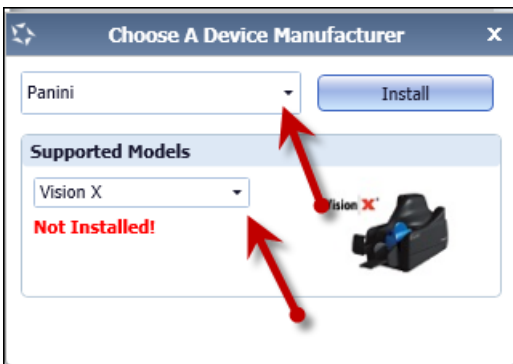 Choose A Device Manufacturer X
Panini
Install
Supported Models
Vision X
Vision X
Not Installed!